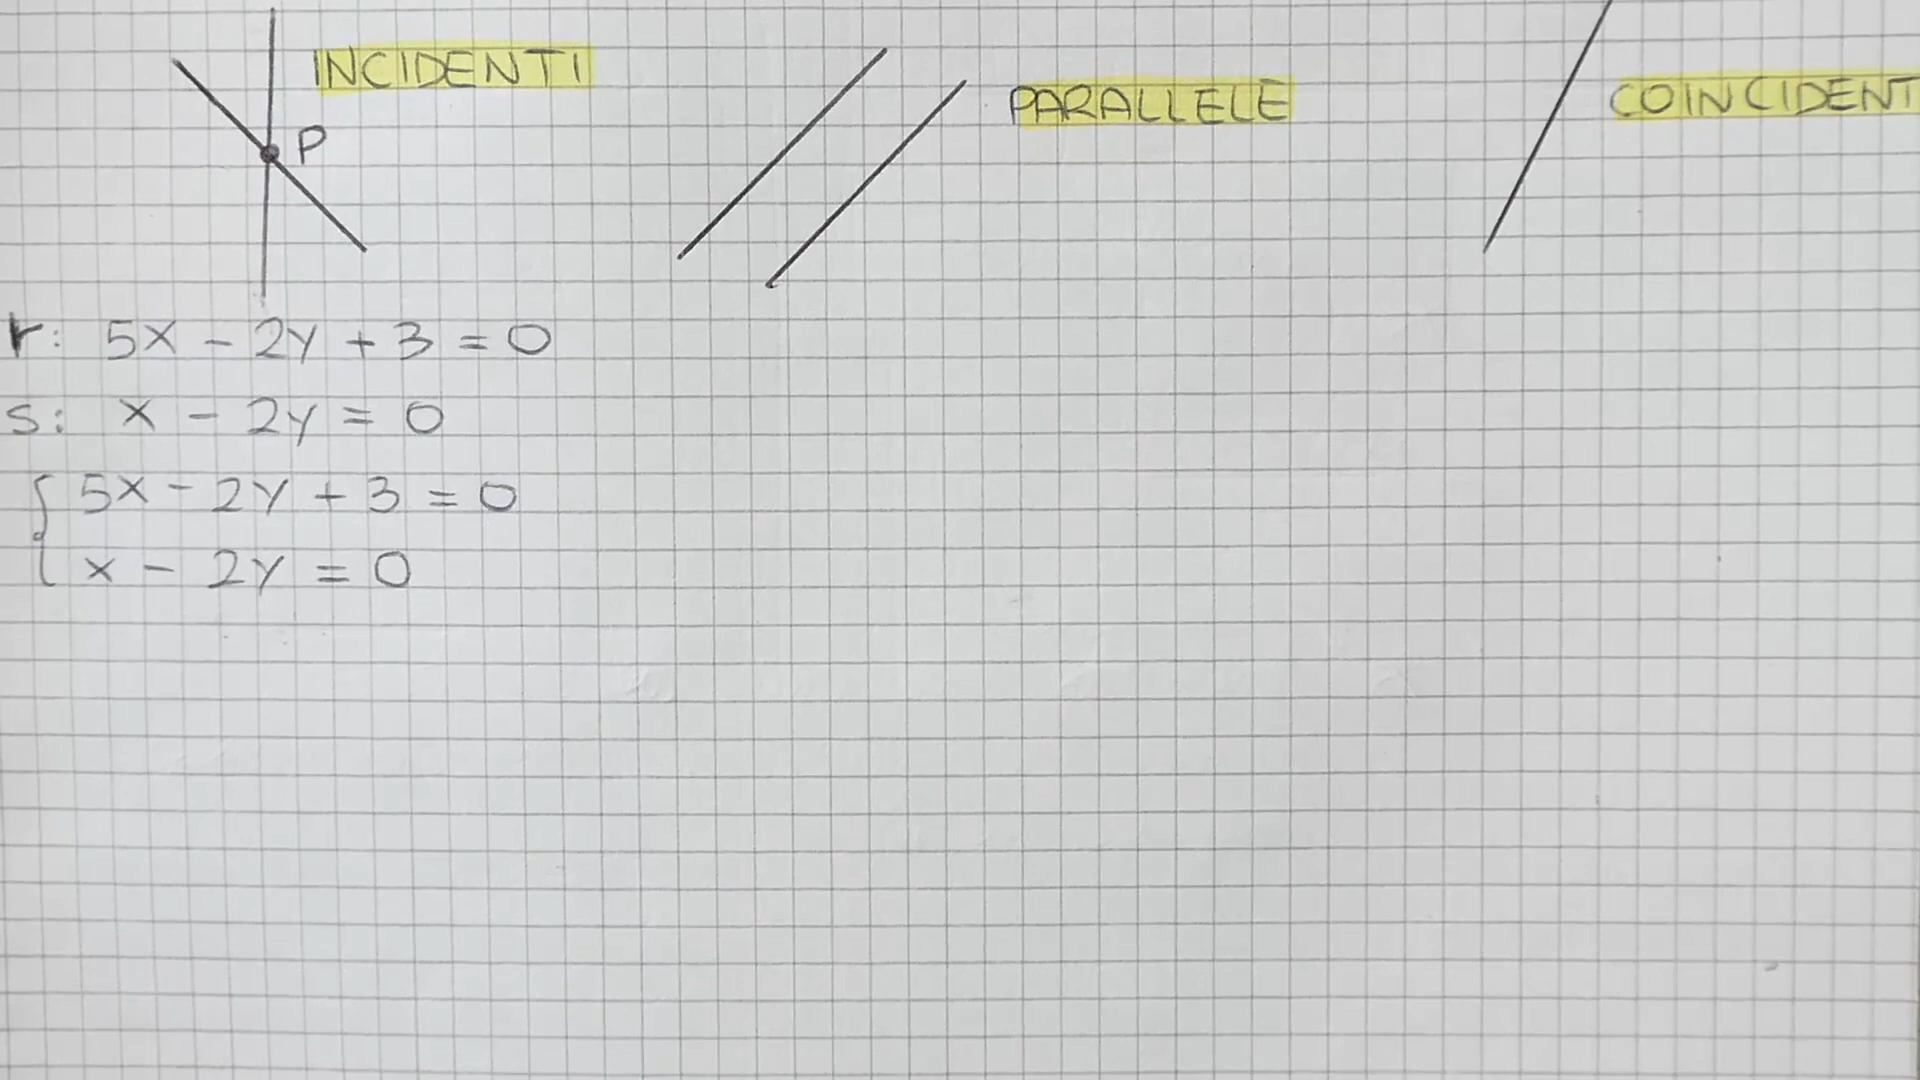 INCIDENTI
P
PARALLELE
COINCIDENT
r: 5x - 2y + 3 = 0
s: x - 2y = 0
{ 5x - 2y + 3 = 0
x - 2y = 0